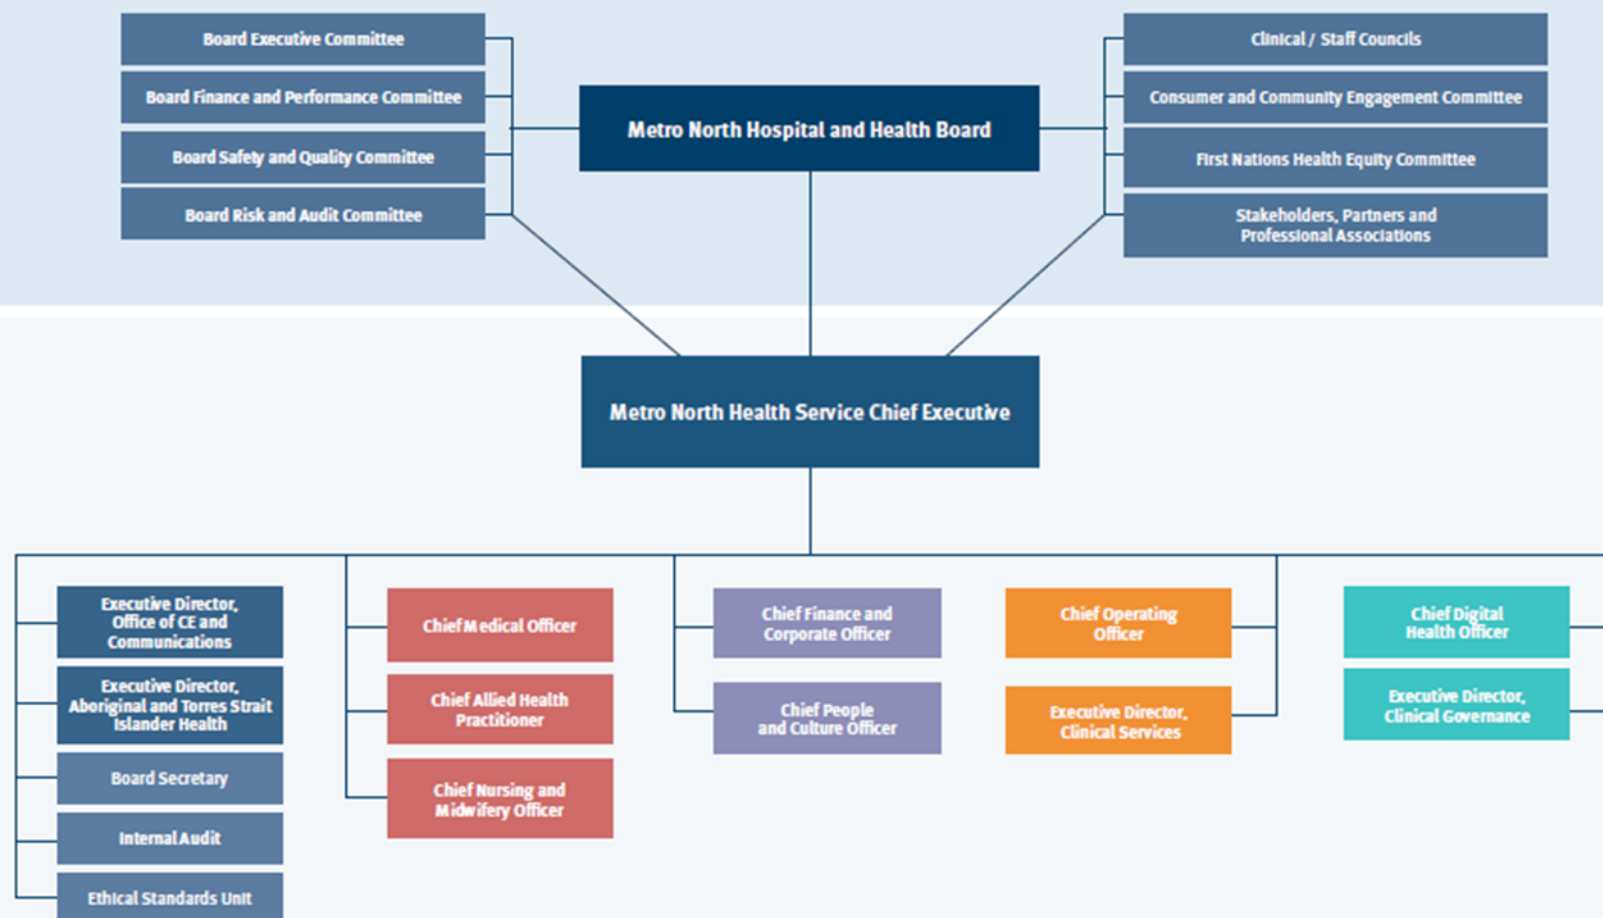 Board Executive Committee
Board Finance and Performance Committee
Board Safety and Quality Committee
Board Risk and Audit Committee
Metro North Hospital and Health Board
Clinical / Staff Councils
Consumer and Community Engagement Committee
First Nations Health Equity Committee
Stakeholders, Partners and
Professional Associations
Metro North Health Service Chief Executive
Executive Director,
Office of CE and
Communications
Executive Director,
Aboriginal and Torres Strait
Islander Health
Board Secretary
Internal Audit
Ethical Standards Unit
Chief Medical Officer
Chief Allied Health
Practitioner
Chief Nursing and
Midwifery Officer
Chief Finance and
Corporate Officer
Chief People
and Culture Officer
Chief Operating
Officer
Executive Director,
Clinical Services
Chief Digital
Health Officer
Executive Director,
Clinical Governance